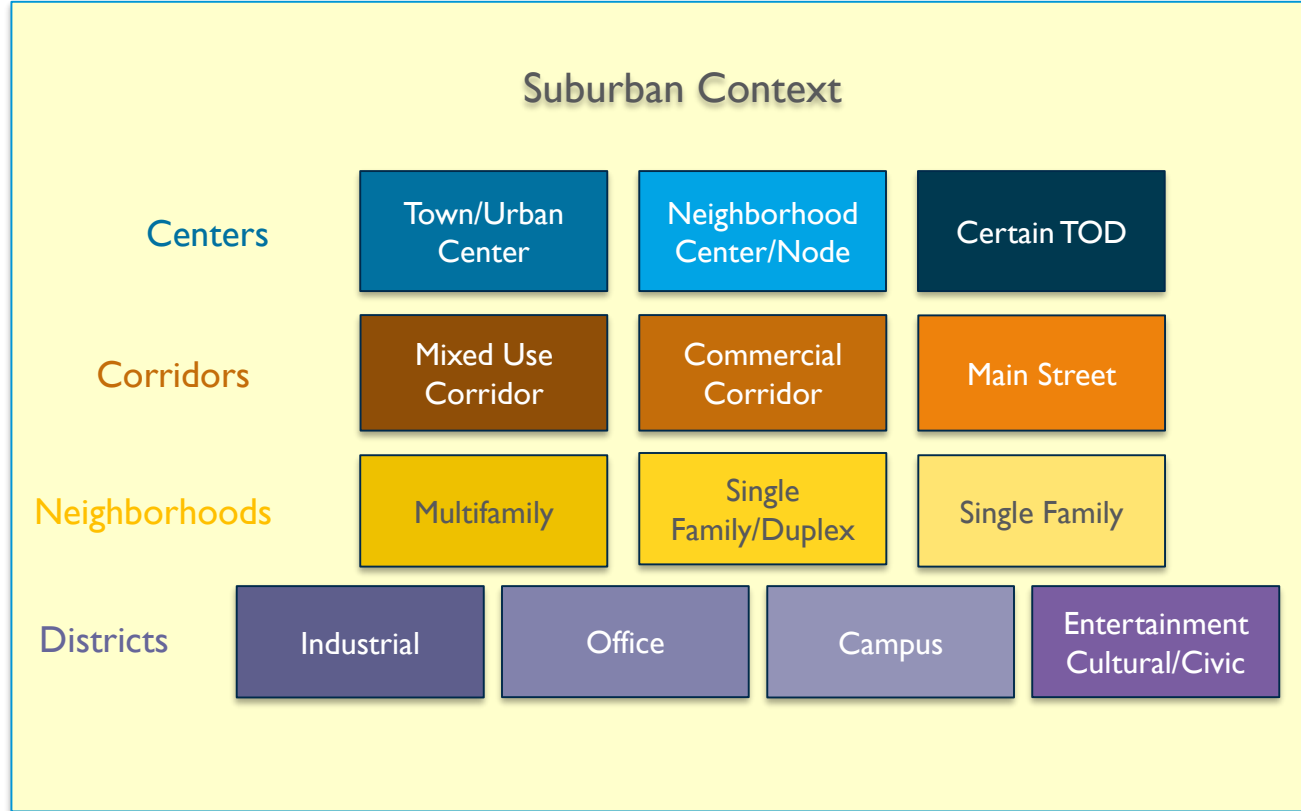 Suburban Context
Centers
Town/Urban
Center
Neighborhood
Center/Node
Certain TOD
Corridors
Mixed Use
Corridor
Commercial
Corridor
Main Street
Neighborhoods
Multifamily
Single
Family/Duplex
Single Family
Districts
Industrial
Office
Campus
Entertainment
Cultural/Civic